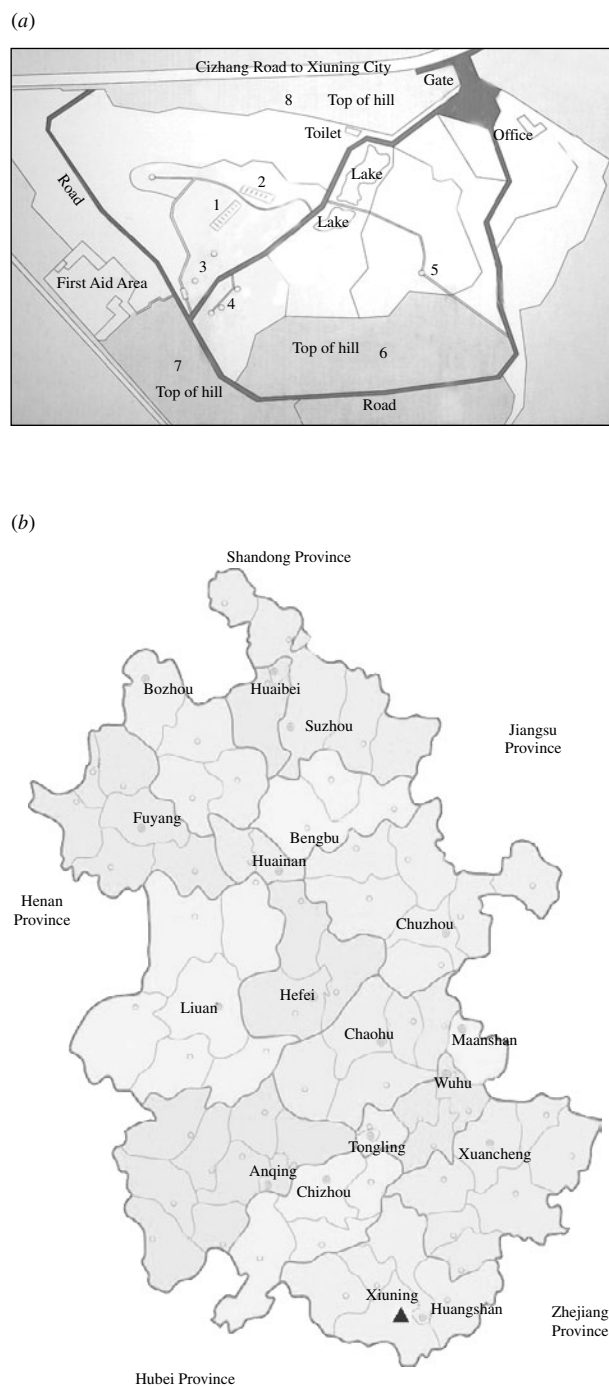 (a)
Cizhang Road to Xiuning City
Gate
8
Top of hill
Toilet
Office
Lake
2
Road
1
Lake
3
5
First Aid Area
4
Top of hill
6
7
Top of hill
Road
(b)
Shandong Province
Bozhou
Huaibei
Suzhou
Jiangsu
Province
Fuyang
Bengbu
Huainan
Henan
Province
Chuzhou
Liuan
Hefei
Chaohu
Maanshan
Wuhu
Tongling
Xuancheng
Anqing
Chizhou
Xiuning
Huangshan
Zhejiang
Province
Hubei Province